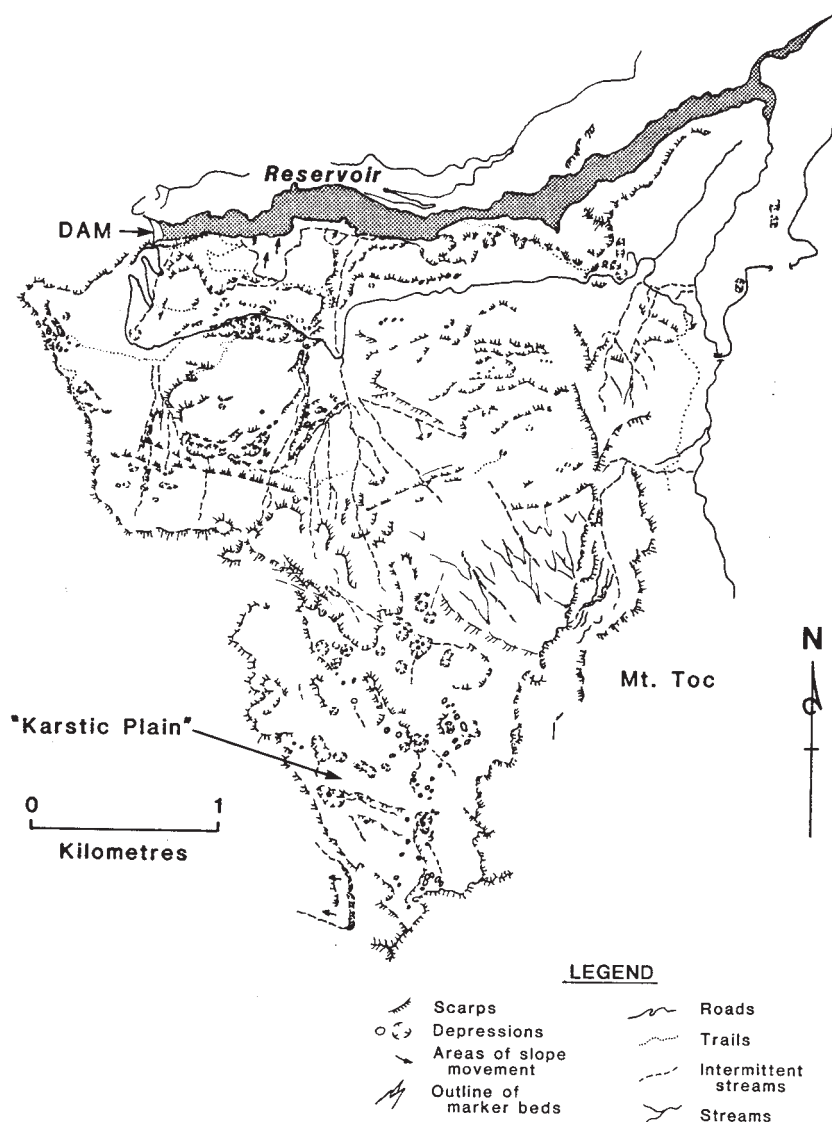 Reservoir
DAM
N
Mt. Toc
"Karstic Plain"
0 1
Kilometres
LEGEND
Scarps
Depressions
Areas of slope
movement
Outline of
marker beds
Roads
Trails
Intermittent
streams
Streams